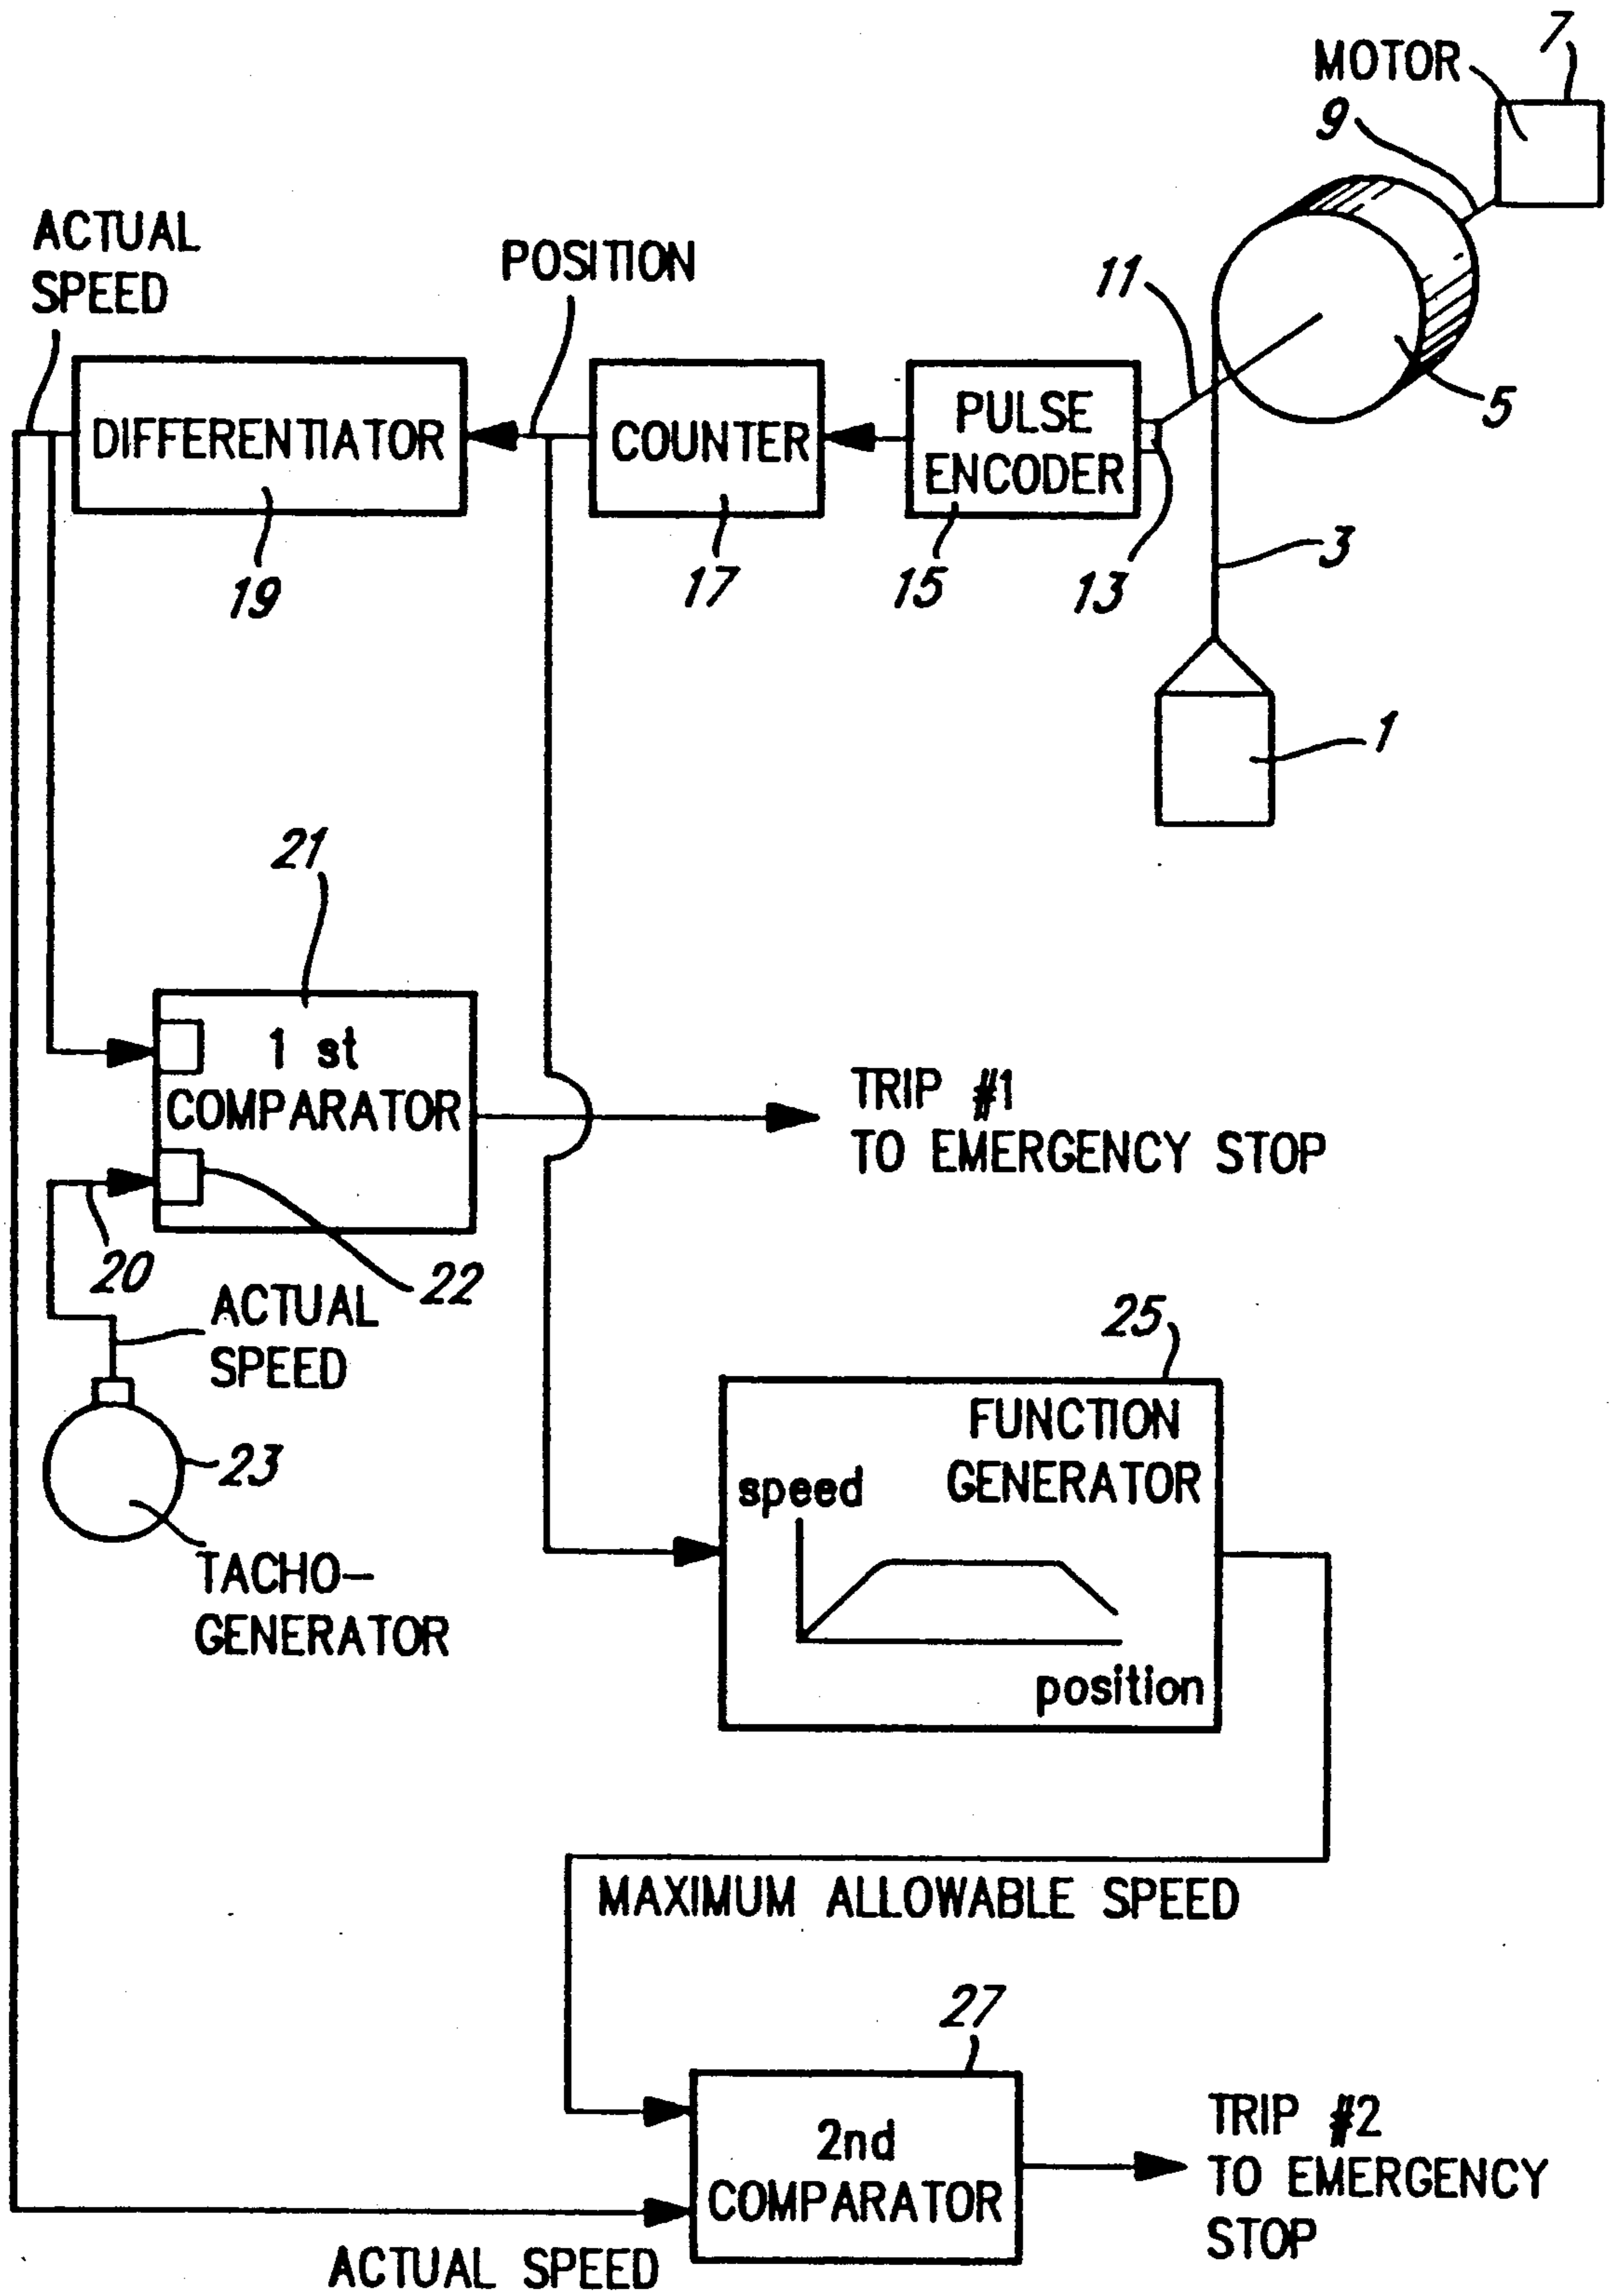 7
MOTOR
9
ACTUAL
SPEED
POSITION
11
5
DIFFERENTIATOR
COUNTER
PULSE
ENCODER
19
17
15
13
3
1
21
1 st
COMPARATOR
TRIP #1
TO EMERGENCY STOP
20
22
ACTUAL
SPEED
23
TACHO-
GENERATOR
25
FUNCTION
GENERATOR
speed
position
MAXIMUM ALLOWABLE SPEED
27
2nd
COMPARATOR
TRIP #2
TO EMERGENCY
STOP
ACTUAL SPEED